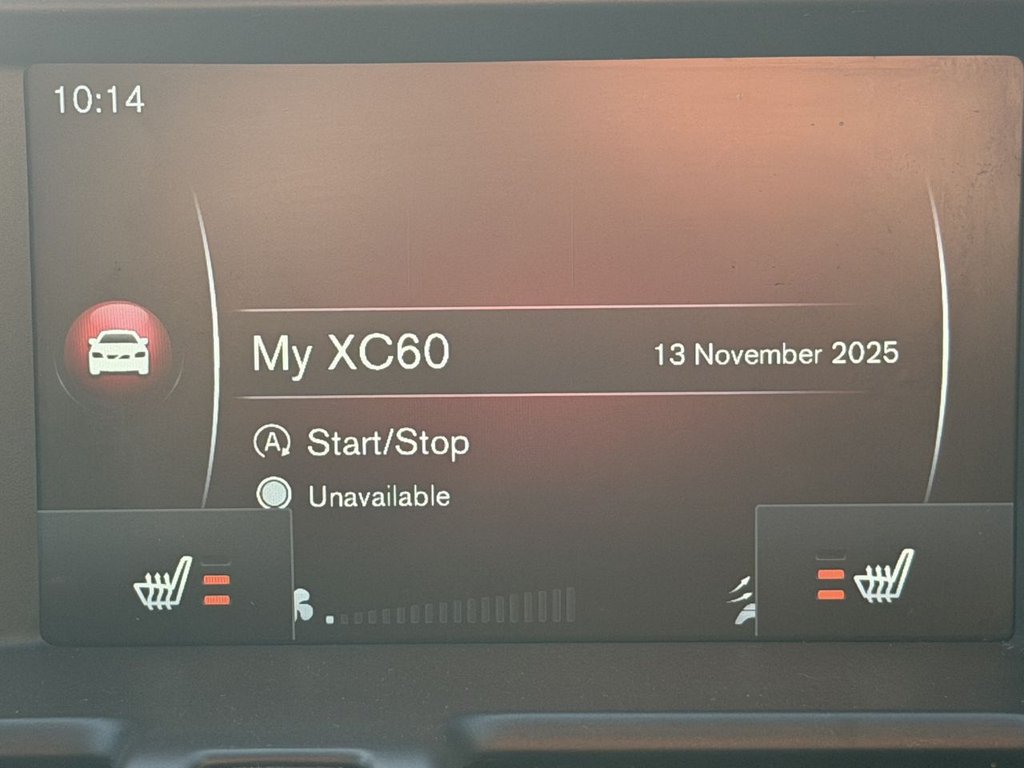 10:14
My XC60 13 November 2025
A Start/Stop
Unavailable